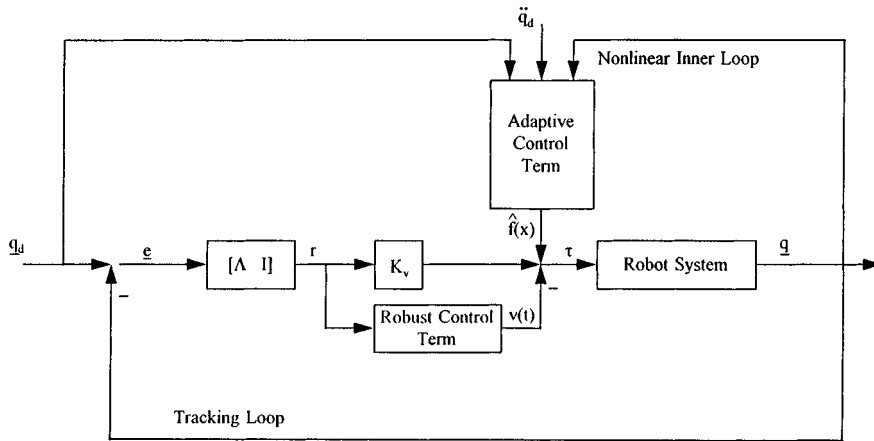 q̈d
Nonlinear Inner Loop
Adaptive
Control
Term
f̂(x)
qd
e
[Λ I]
r
Kv
τ
Robot System
q
−
−
Robust Control
Term
v(t)
Tracking Loop